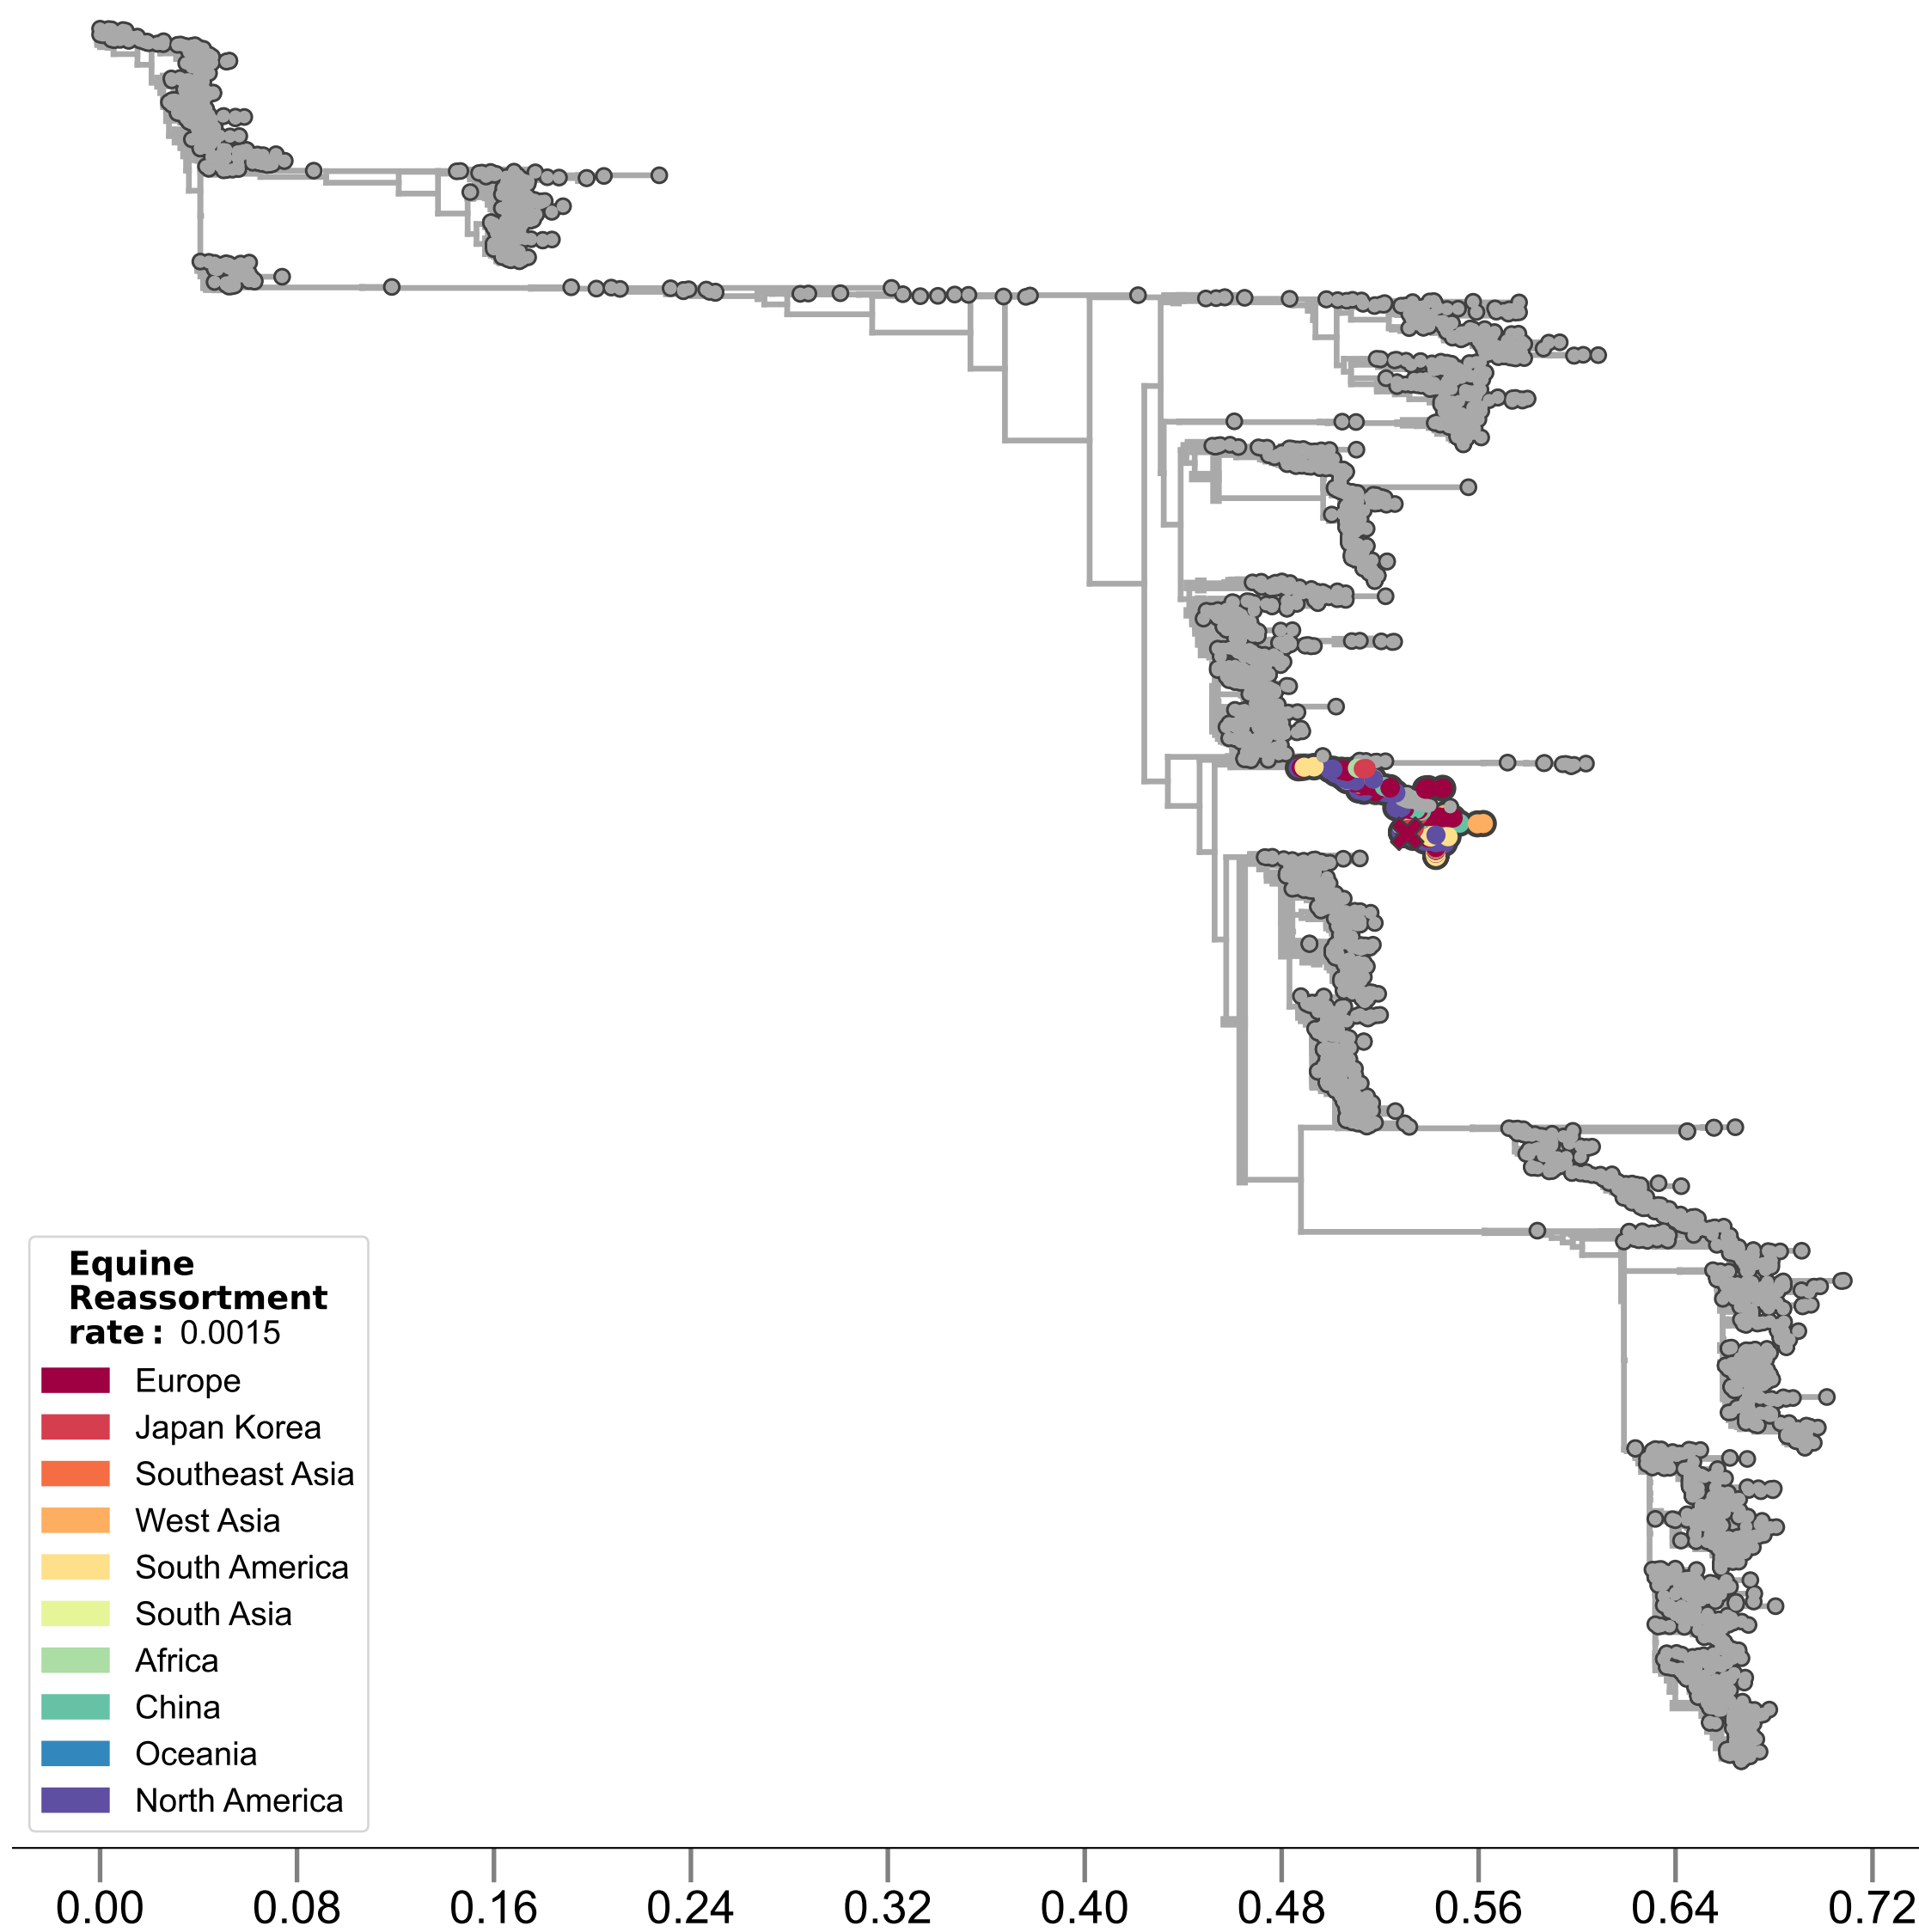 Equine
Reassortment
rate: 0.0015
Europe
Japan Korea
Southeast Asia
West Asia
South America
South Asia
Africa
China
Oceania
North America
0.00 0.08 0.16 0.24 0.32 0.40 0.48 0.56 0.64 0.72